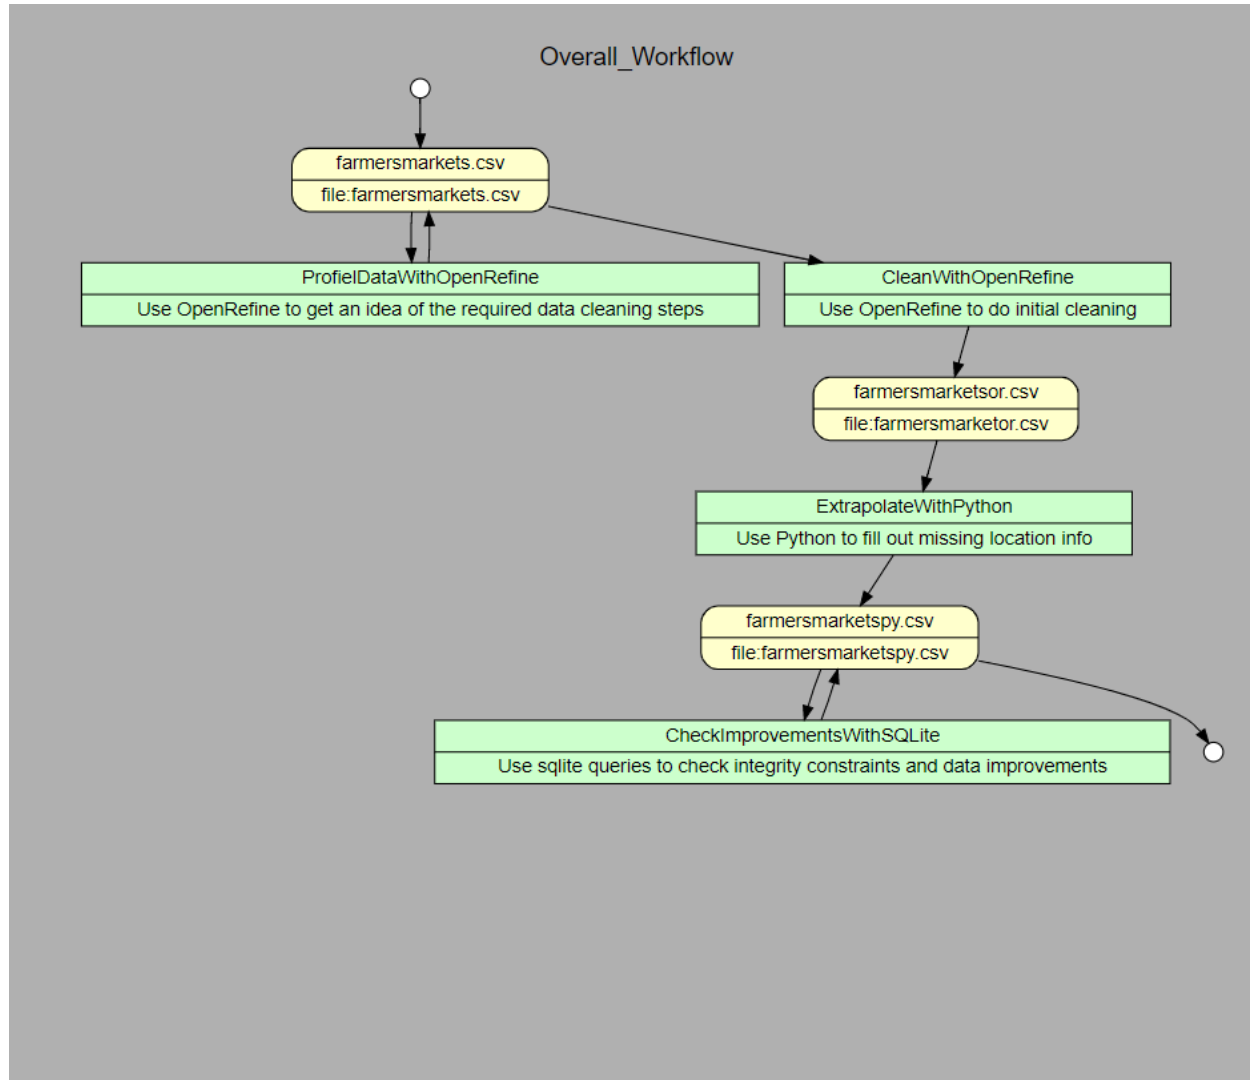 Overall_Workflow
farmersmarkets.csv
file:farmersmarkets.csv
ProfielDataWithOpenRefine
Use OpenRefine to get an idea of the required data cleaning steps
CleanWithOpenRefine
Use OpenRefine to do initial cleaning
farmersmarketsor.csv
file:farmersmarketor.csv
ExtrapolateWithPython
Use Python to fill out missing location info
farmersmarketspy.csv
file:farmersmarketspy.csv
CheckImprovementsWithSQLite
Use sqlite queries to check integrity constraints and data improvements